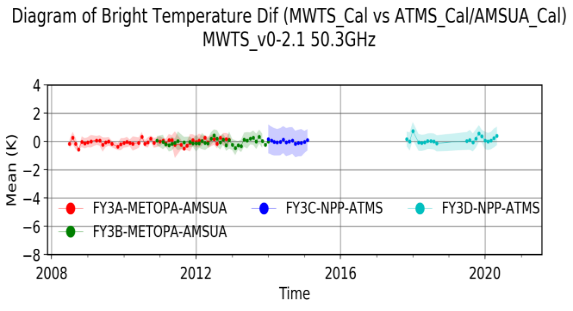 Diagram of Bright Temperature Dif (MWTS_Cal vs ATMS_Cal/AMSUA_Cal)
MWTS_v0-2.1 50.3GHz
4
2
0
−2
−4
−6
−8
Mean (K)
FY3A-METOPA-AMSUA
FY3C-NPP-ATMS
FY3D-NPP-ATMS
FY3B-METOPA-AMSUA
2008
2012
2016
2020
Time